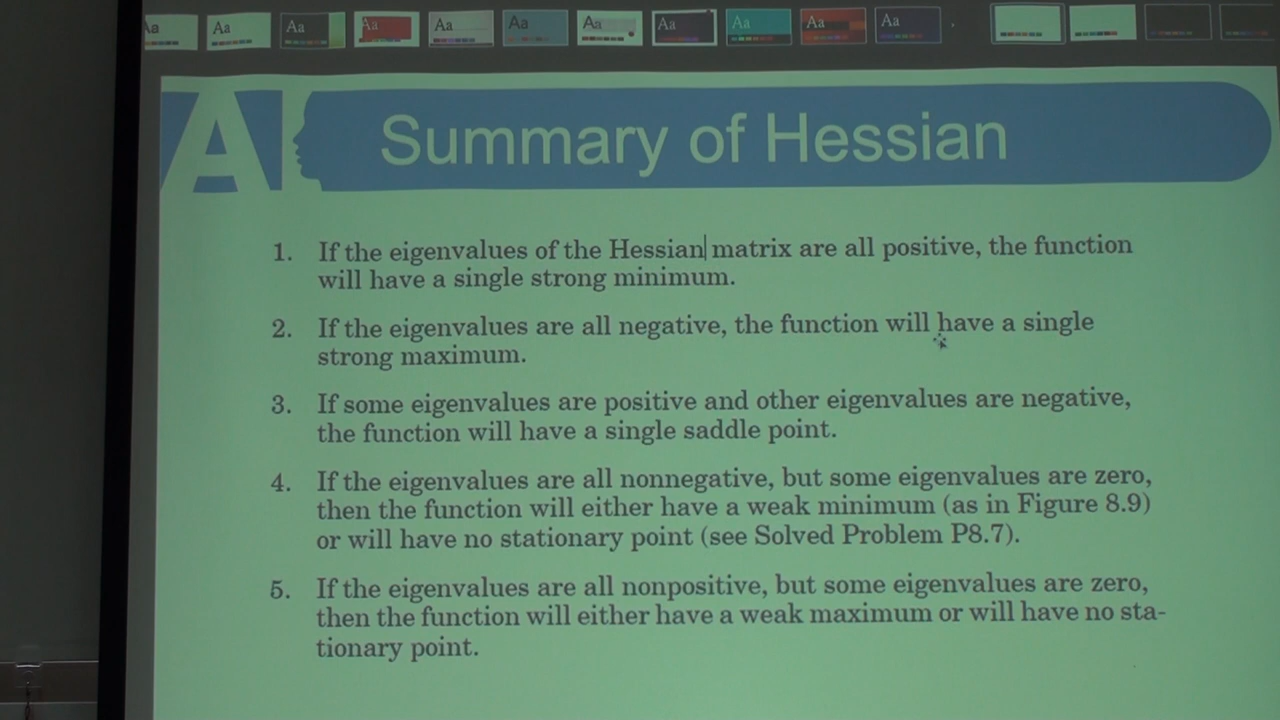 Aa Aa Aa Aa Aa Aa Aa Aa Aa Aa Aa
A
Summary of Hessian
1. If the eigenvalues of the Hessian matrix are all positive, the function
will have a single strong minimum.
2. If the eigenvalues are all negative, the function will have a single
strong maximum.
3. If some eigenvalues are positive and other eigenvalues are negative,
the function will have a single saddle point.
4. If the eigenvalues are all nonnegative, but some eigenvalues are zero,
then the function will either have a weak minimum (as in Figure 8.9)
or will have no stationary point (see Solved Problem P8.7).
5. If the eigenvalues are all nonpositive, but some eigenvalues are zero,
then the function will either have a weak maximum or will have no sta-
tionary point.